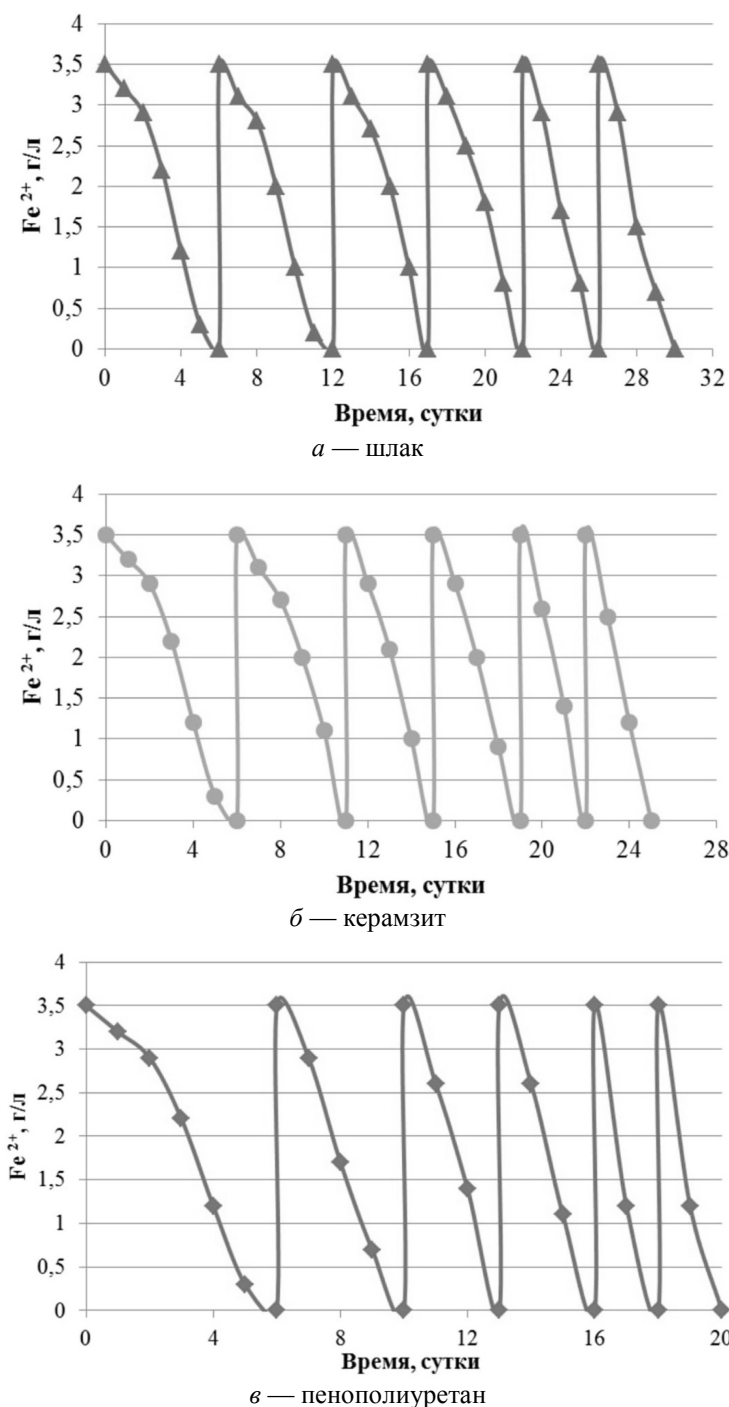 4
3,5
3
2,5
2
1,5
1
0,5
0
Fe 2+, г/л
0 4 8 12 16 20 24 28 32
Время, сутки
а — шлак
4
3,5
3
2,5
2
1,5
1
0,5
0
Fe 2+, г/л
0 4 8 12 16 20 24 28
Время, сутки
б — керамзит
4
3,5
3
2,5
2
1,5
1
0,5
0
Fe 2+, г/л
0 4 8 12 16 20
Время, сутки
в — пенополиуретан